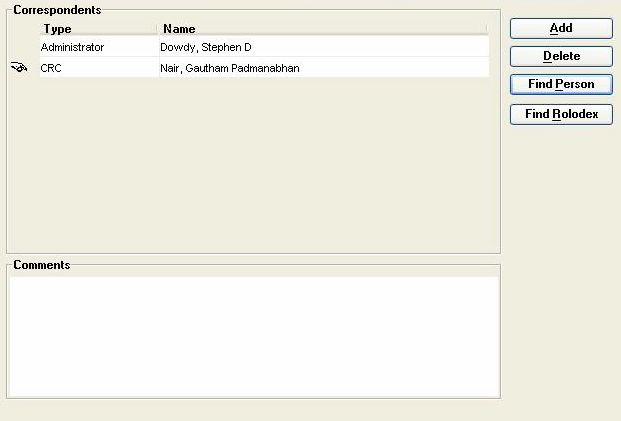 Correspondents
Type Name
Administrator Dowdy, Stephen D
CRC Nair, Gautham Padmanabhan
Add
Delete
Find Person
Find Rolodex
Comments